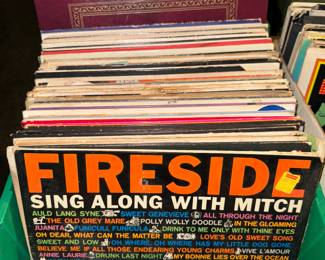 FIRESIDE
SING ALONG WITH MITCH
AULD LANG SYNE SWEET GENEVIEVE ALL THROUGH THE NIGHT
THE OLD GREY MARE POLLY WOLLY DOODLE IN THE GLOAMING
JUANITA FUNICULI FUNICULA DRINK TO ME ONLY WITH THINE EYES
OH DEAR, WHAT CAN THE MATTER BE LOVE'S OLD SWEET SONG
SWEET AND LOW OH WHERE, OH WHERE HAS MY LITTLE DOG GONE
BELIEVE ME IF ALL THOSE ENDEARING YOUNG CHARMS VIVE L'AMOUR
ANNIE LAURIE DRUNK LAST NIGHT MY BONNIE LIES OVER THE OCEAN